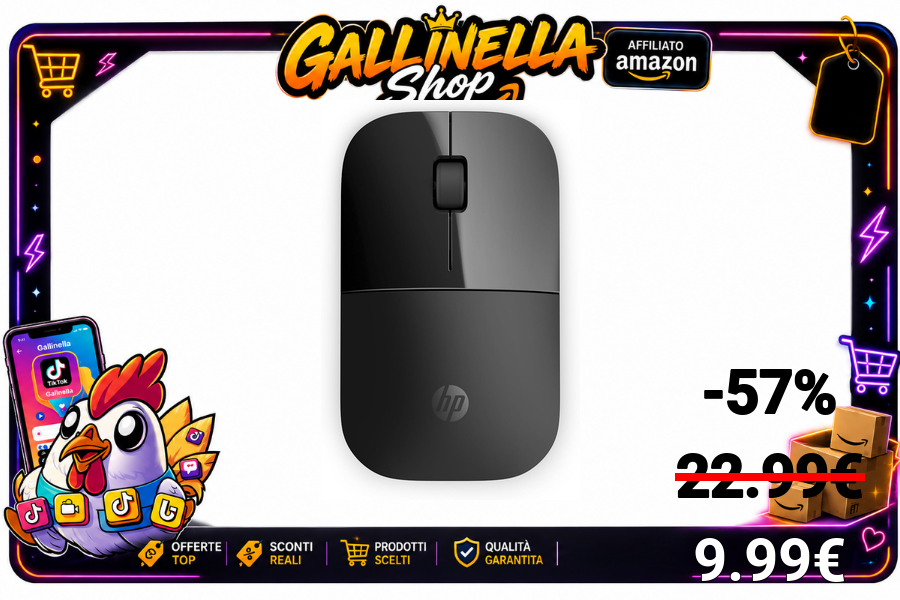 GALLINELLA
Shop
AFFILIATO
amazon
hp
Gallinella
TikTok
Gallinella
-57%
22.99€
9.99€
OFFERTE
TOP
SCONTI
REALI
PRODOTTI
SCELTI
QUALITÀ
GARANTITA